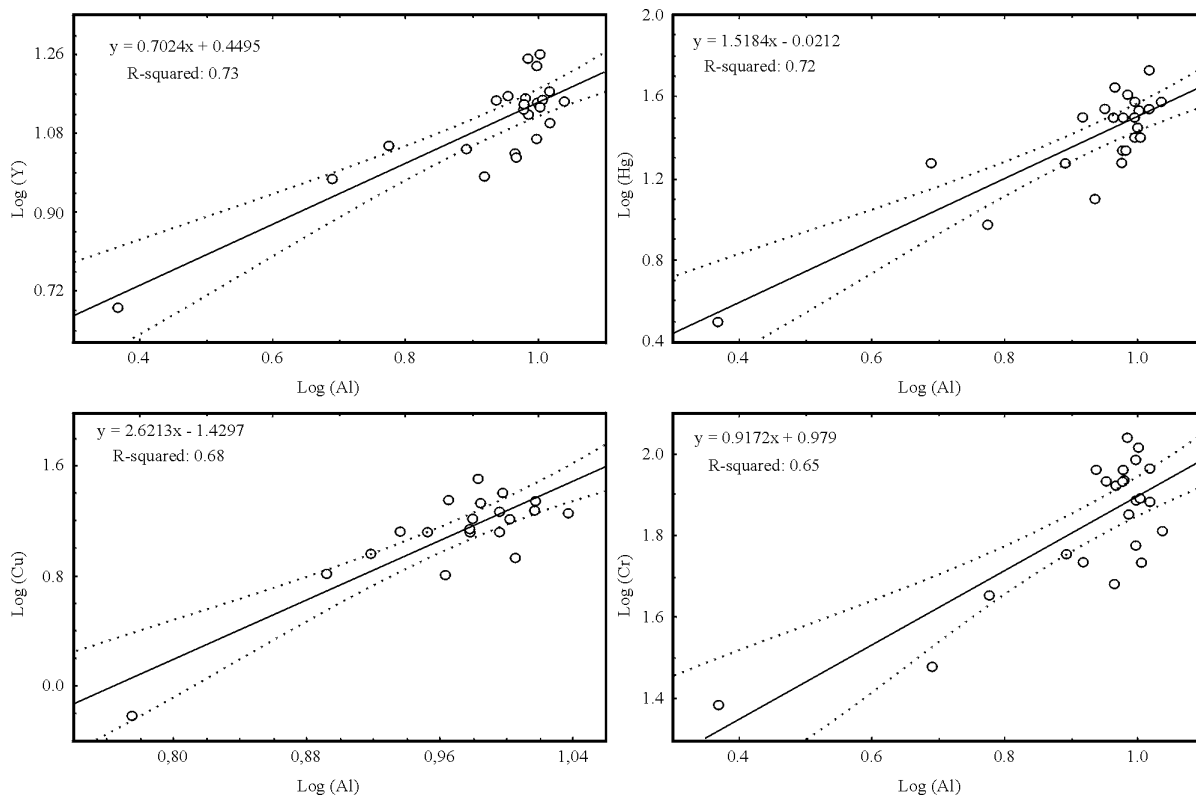 y = 0.7024x + 0.4495
R-squared: 0.73
1.26
1.08
0.90
0.72
Log (Y)
0.4
0.6
0.8
1.0
Log (Al)
y = 1.5184x - 0.0212
R-squared: 0.72
2.0
1.6
1.2
0.8
0.4
Log (Hg)
0.4
0.6
0.8
1.0
Log (Al)
y = 2.6213x - 1.4297
R-squared: 0.68
1.6
0.8
0.0
Log (Cu)
0,80
0,88
0,96
1,04
Log (Al)
y = 0.9172x + 0.979
R-squared: 0.65
2.0
1.8
1.6
1.4
Log (Cr)
0.4
0.6
0.8
1.0
Log (Al)